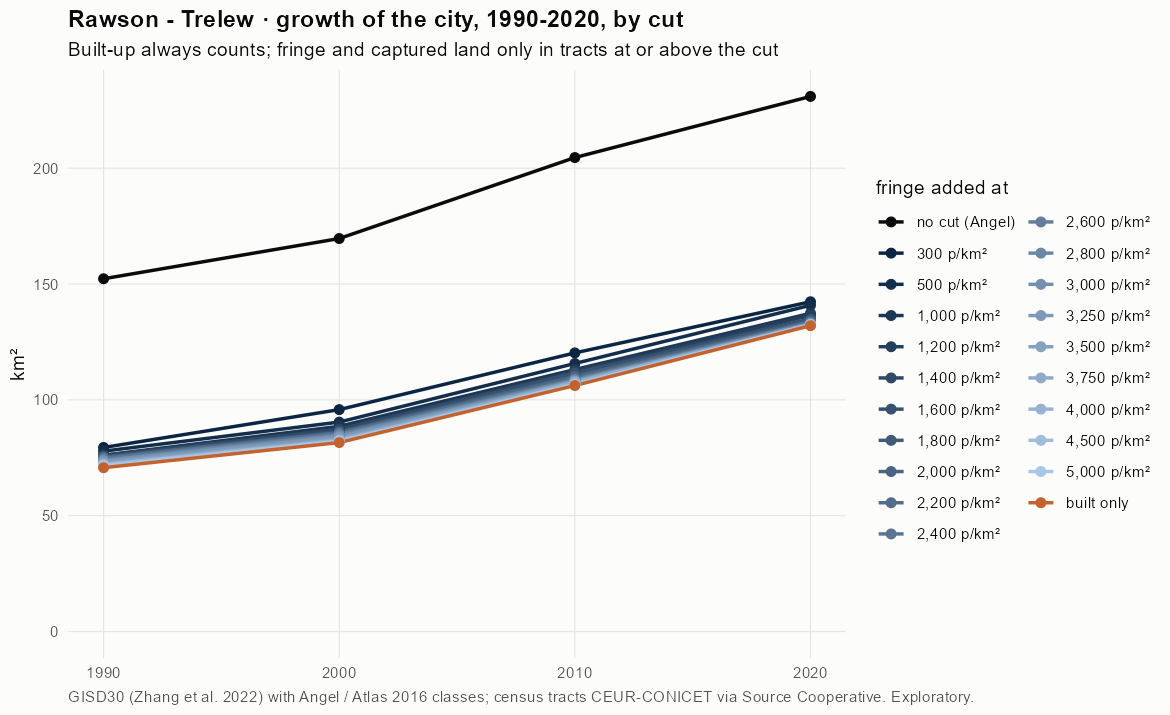 Rawson - Trelew · growth of the city, 1990-2020, by cut
Built-up always counts; fringe and captured land only in tracts at or above the cut
km²
200
150
100
50
0
1990
2000
2010
2020
fringe added at
no cut (Angel)
300 p/km²
500 p/km²
1,000 p/km²
1,200 p/km²
1,400 p/km²
1,600 p/km²
1,800 p/km²
2,000 p/km²
2,200 p/km²
2,400 p/km²
2,600 p/km²
2,800 p/km²
3,000 p/km²
3,250 p/km²
3,500 p/km²
3,750 p/km²
4,000 p/km²
4,500 p/km²
5,000 p/km²
built only
GISD30 (Zhang et al. 2022) with Angel / Atlas 2016 classes; census tracts CEUR-CONICET via Source Cooperative. Exploratory.